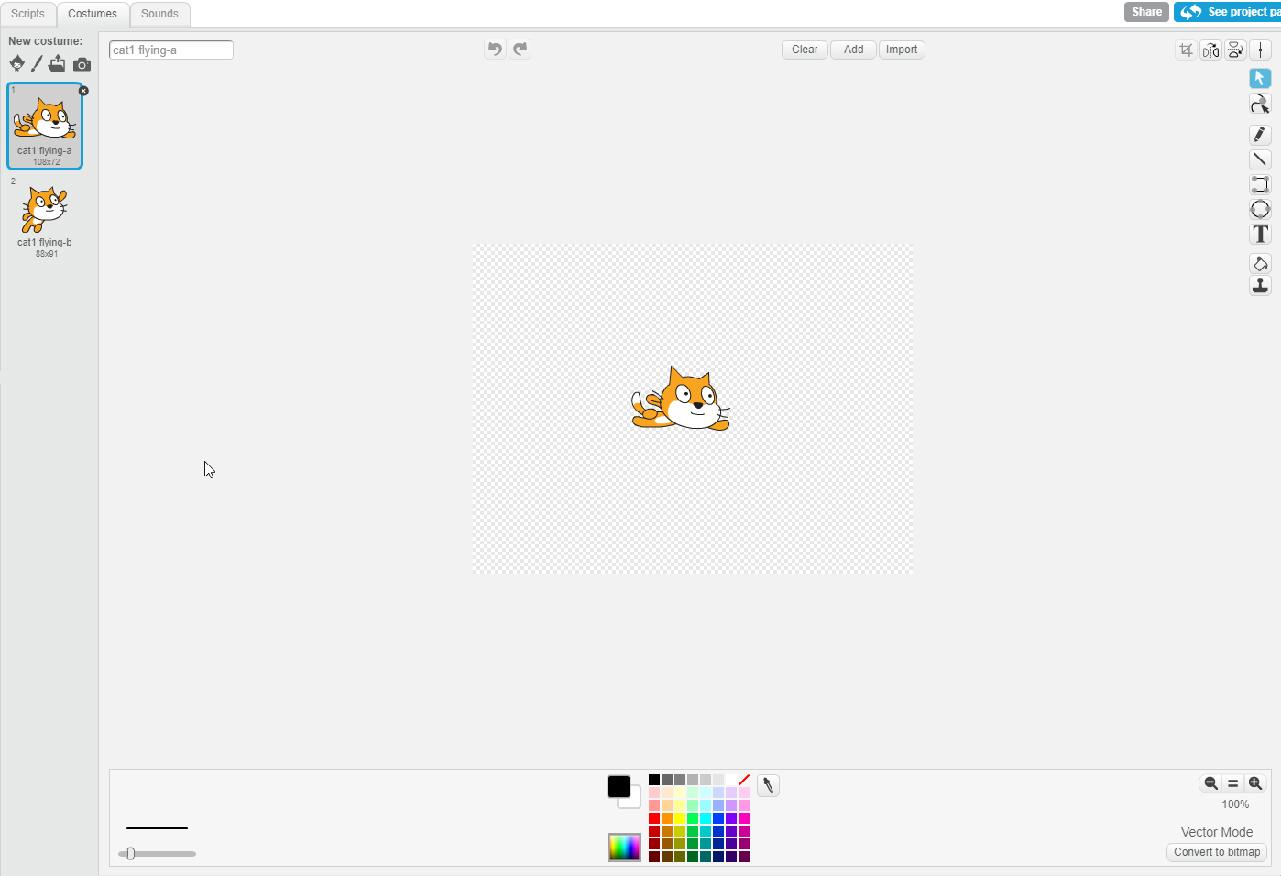 Scripts
Costumes
Sounds
Share
See project pa
New costume:
cat1 flying-a
Clear
Add
Import
1
cat1 flying-a
108x72
2
cat1 flying-b
88x91
T
100%
Vector Mode
Convert to bitmap